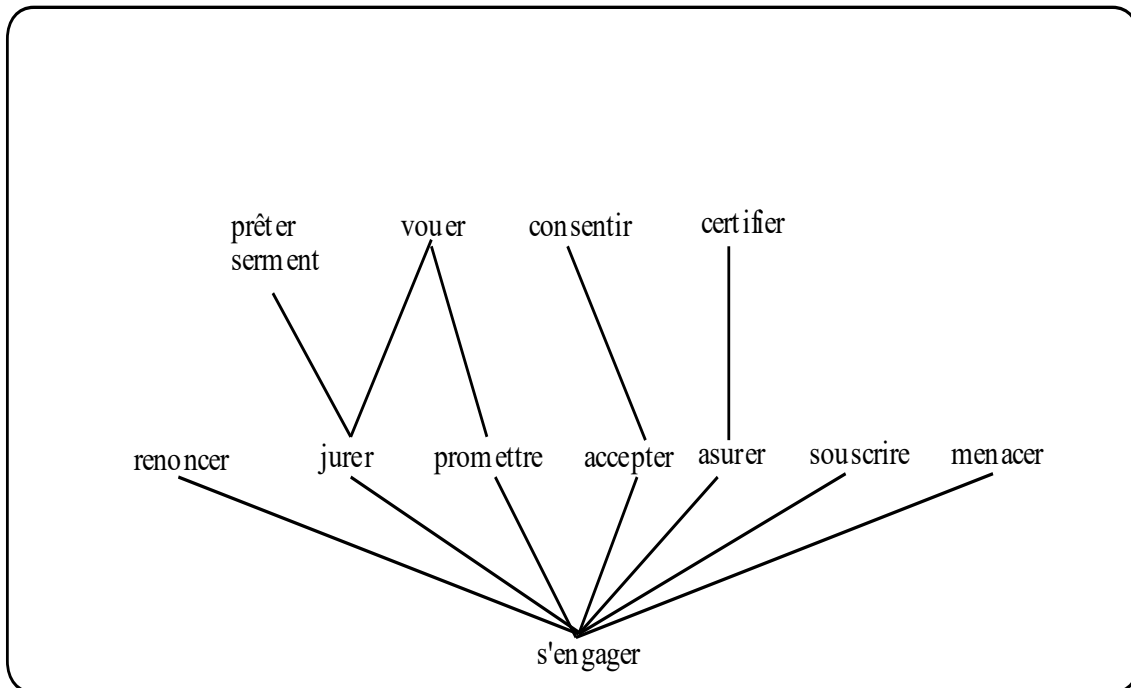 prêter
serment
vouer
consentir
certifier
renoncer
jurer
promettre
accepter
asurer
souscrire
menacer
s'engager